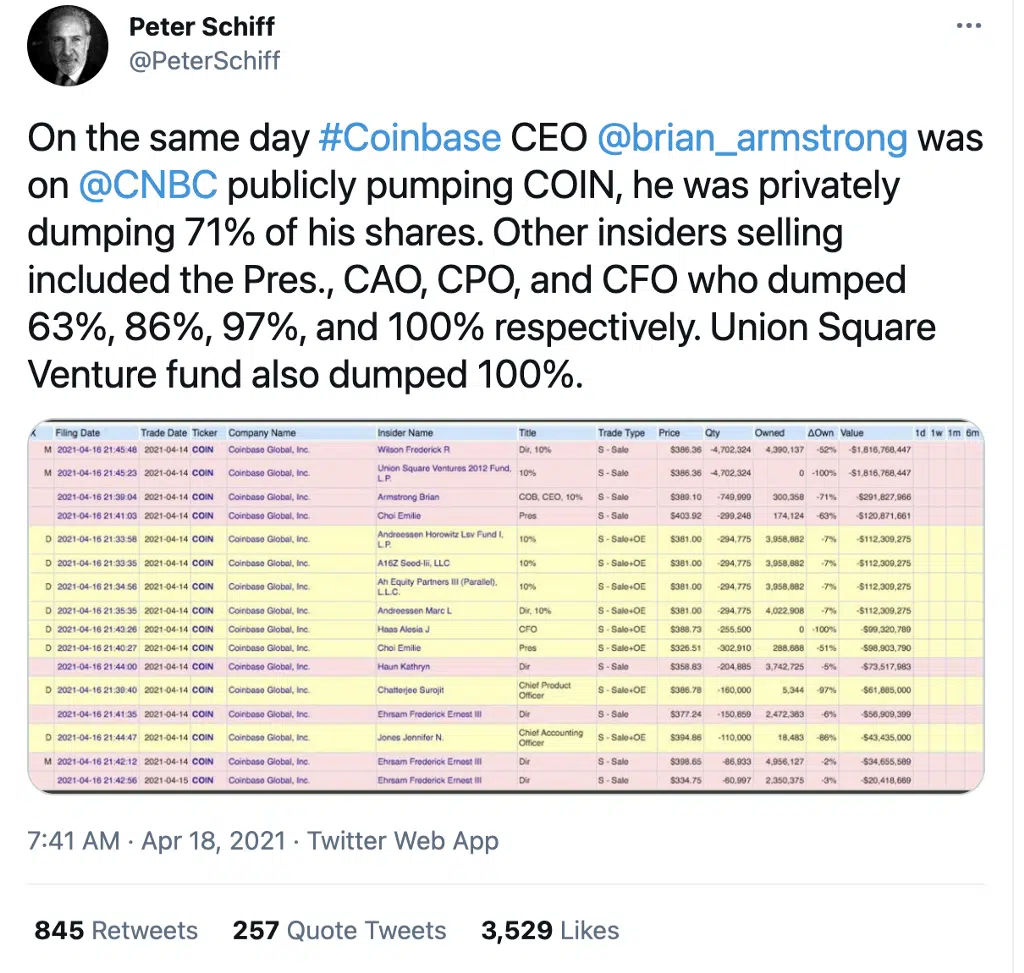 Peter Schiff
@PeterSchiff
On the same day #Coinbase CEO @brian_armstrong was
on @CNBC publicly pumping COIN, he was privately
dumping 71% of his shares. Other insiders selling
included the Pres., CAO, CPO, and CFO who dumped
63%, 86%, 97%, and 100% respectively. Union Square
Venture fund also dumped 100%.
X Filing Date Trade Date Ticker Company Name Insider Name Title Trade Type Price Qty Owned ΔOwn Value 1d 1w 1m 6m
M 2021-04-16 21:45:46 2021-04-14 COIN Coinbase Global, Inc. Wilson Frederick R Dir, 10% S - Sale $386.36 -4,702,324 4,390,137 -52% -$1,816,768,447
M 2021-04-16 21:45:23 2021-04-14 COIN Coinbase Global, Inc. Union Square Ventures 2012 Fund, L.P. 10% S - Sale $386.36 -4,702,324 0 -100% -$1,816,768,447
2021-04-16 21:39:04 2021-04-14 COIN Coinbase Global, Inc. Armstrong Brian COB, CEO, 10% S - Sale $389.10 -749,999 300,358 -71% -$291,827,966
2021-04-16 21:41:03 2021-04-14 COIN Coinbase Global, Inc. Choi Emilie Pres S - Sale $403.92 -299,248 174,124 -63% -$120,871,661
D 2021-04-16 21:33:58 2021-04-14 COIN Coinbase Global, Inc. Andreessen Horowitz Lsv Fund I, L.P. 10% S - Sale+OE $381.00 -294,775 3,958,882 -7% -$112,309,275
D 2021-04-16 21:33:35 2021-04-14 COIN Coinbase Global, Inc. A16Z Seed-Iii, LLC 10% S - Sale+OE $381.00 -294,775 3,958,882 -7% -$112,309,275
D 2021-04-16 21:34:56 2021-04-14 COIN Coinbase Global, Inc. Ah Equity Partners III (Parallel), L.L.C. 10% S - Sale+OE $381.00 -294,775 3,958,882 -7% -$112,309,275
D 2021-04-16 21:35:35 2021-04-14 COIN Coinbase Global, Inc. Andreessen Marc L Dir, 10% S - Sale+OE $381.00 -294,775 4,022,908 -7% -$112,309,275
D 2021-04-16 21:43:26 2021-04-14 COIN Coinbase Global, Inc. Haas Alesia J CFO S - Sale+OE $388.73 -255,500 0 -100% -$99,320,780
D 2021-04-16 21:40:27 2021-04-14 COIN Coinbase Global, Inc. Choi Emilie Pres S - Sale+OE $326.51 -302,910 288,688 -51% -$98,903,790
2021-04-16 21:44:00 2021-04-14 COIN Coinbase Global, Inc. Haun Kathryn Dir S - Sale $358.83 -204,885 3,742,725 -5% -$73,517,983
D 2021-04-16 21:39:40 2021-04-14 COIN Coinbase Global, Inc. Chatterjee Surojit Chief Product Officer S - Sale+OE $386.78 -160,000 5,344 -97% -$61,885,000
2021-04-16 21:41:35 2021-04-14 COIN Coinbase Global, Inc. Ehrsam Frederick Ernest III Dir S - Sale $377.24 -150,859 2,472,383 -6% -$56,909,399
D 2021-04-16 21:44:47 2021-04-14 COIN Coinbase Global, Inc. Jones Jennifer N. Chief Accounting Officer S - Sale+OE $394.86 -110,000 18,483 -86% -$43,435,000
M 2021-04-16 21:42:12 2021-04-14 COIN Coinbase Global, Inc. Ehrsam Frederick Ernest III Dir S - Sale $398.65 -86,933 4,956,127 -2% -$34,655,589
2021-04-16 21:42:56 2021-04-15 COIN Coinbase Global, Inc. Ehrsam Frederick Ernest III Dir S - Sale $334.75 -60,997 2,350,375 -3% -$20,418,669
7:41 AM · Apr 18, 2021 · Twitter Web App
845 Retweets 257 Quote Tweets 3,529 Likes